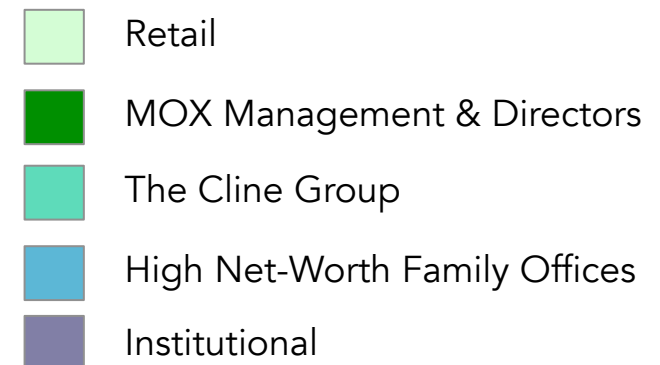 Retail
MOX Management & Directors
The Cline Group
High Net-Worth Family Offices
Institutional